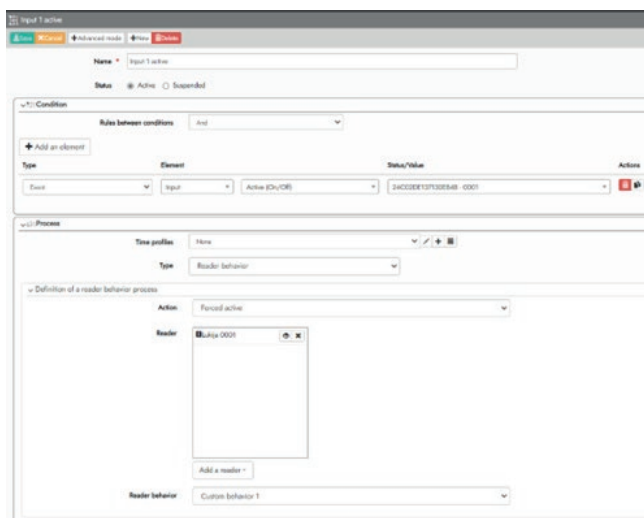 Input 1 active
Save Cancel Advanced mode New Delete
Name * Input 1 active
Status Active Suspended
Condition
Rules between conditions And
Add an element
Type Element Status/Value Actions
Event Input Active (On/Off) - 0001
Process
Time profiles None
Type Reader behavior
Definition of a reader behavior process
Action Forced active
Reader Lukija 0001
Add a reader
Reader behavior Custom behavior 1